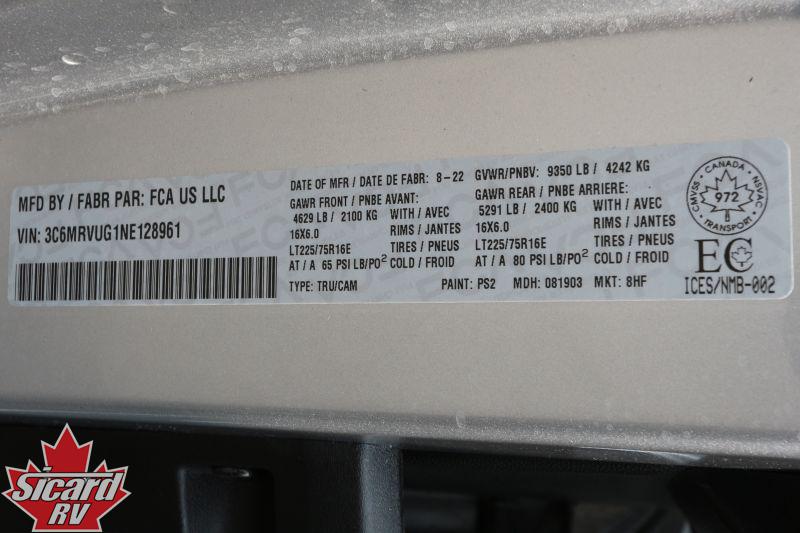 MFD BY / FABR PAR: FCA US LLC
VIN: 3C6MRVUG1NE128961
DATE OF MFR / DATE DE FABR: 8-22
GAWR FRONT / PNBE AVANT:
4629 LB / 2100 KG WITH / AVEC
16X6.0 RIMS / JANTES
LT225/75R16E TIRES / PNEUS
AT / A 65 PSI LB/PO² COLD / FROID
TYPE: TRU/CAM
GVWR/PNBV: 9350 LB / 4242 KG
GAWR REAR / PNBE ARRIERE:
5291 LB / 2400 KG WITH / AVEC
16X6.0 RIMS / JANTES
LT225/75R16E TIRES / PNEUS
AT / A 80 PSI LB/PO² COLD / FROID
PAINT: PS2 MDH: 081903 MKT: 8HF
CANADA
CMVSS 972 NSVAC
TRANSPORT
EC
ICES/NMB-002
Sicard
RV